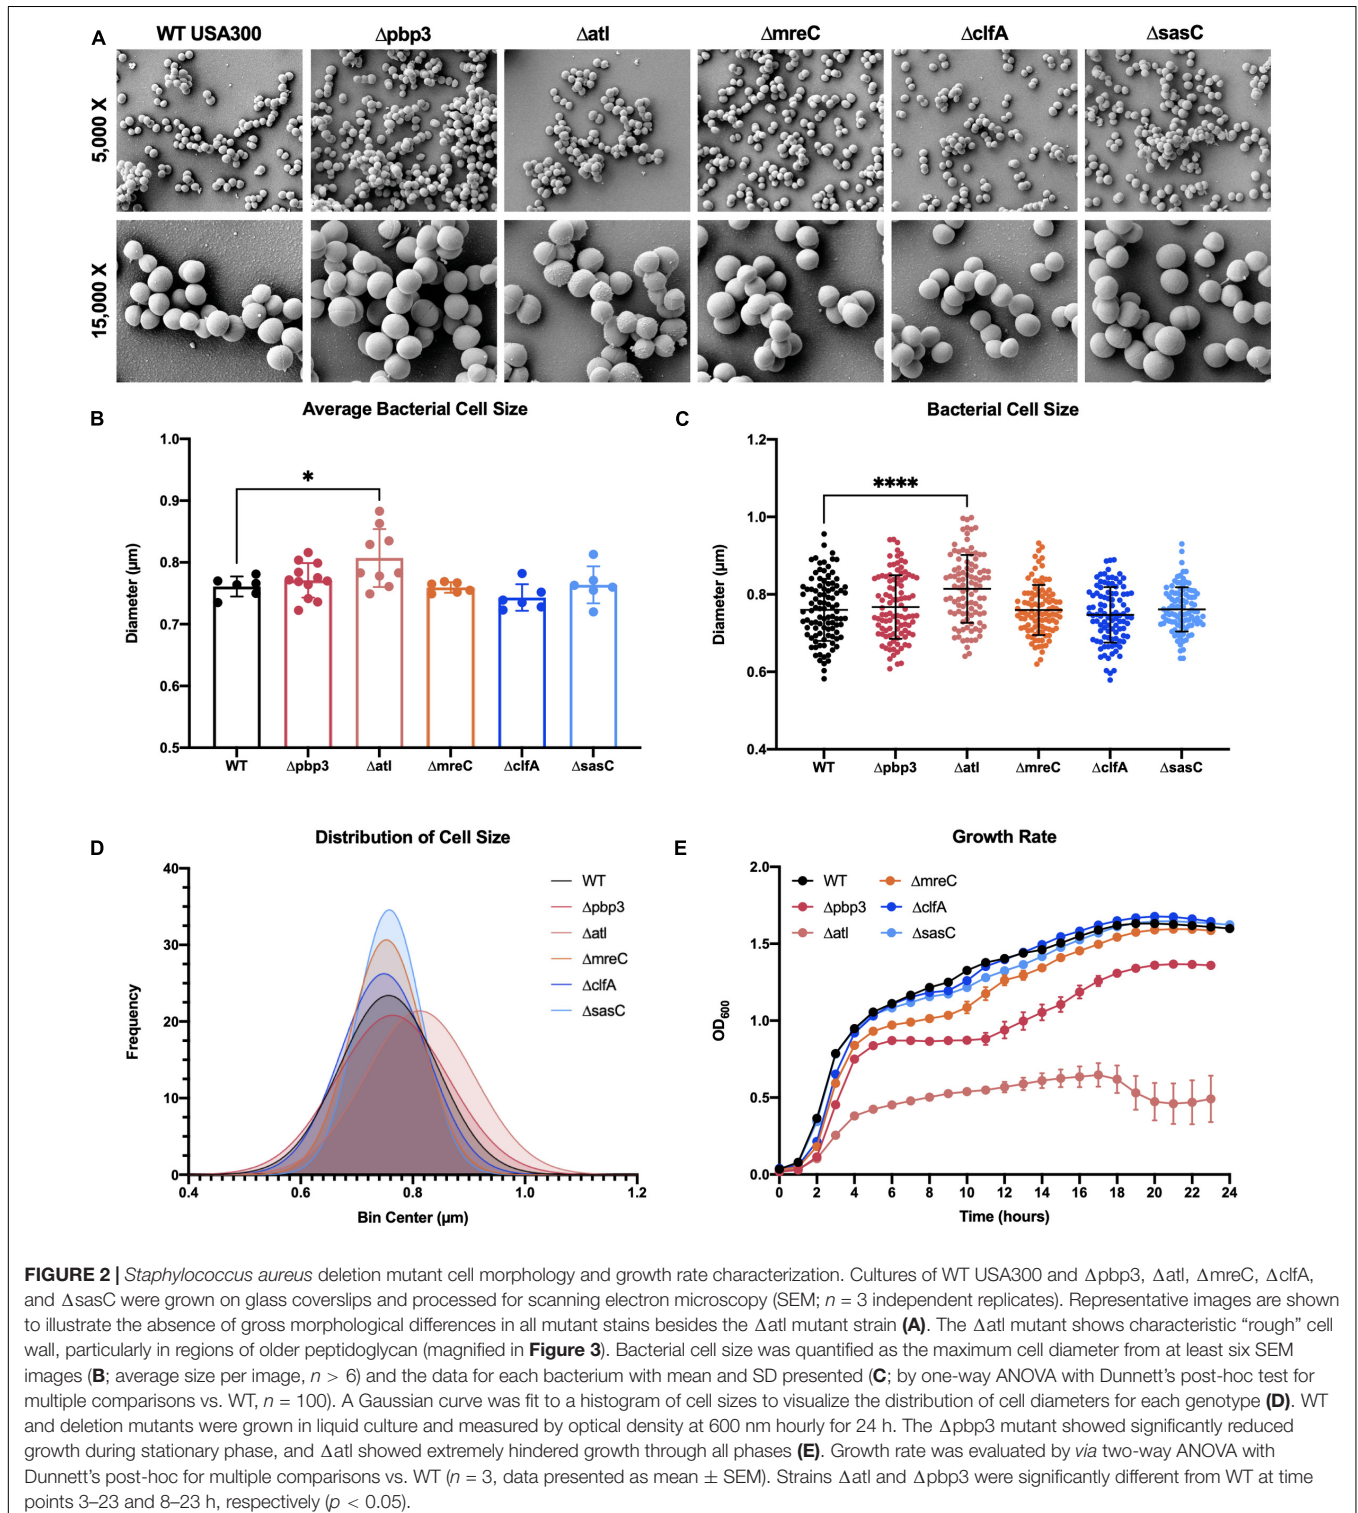 A
WT USA300
Δpbp3
Δatl
ΔmreC
ΔclfA
ΔsasC
5,000 X
15,000 X
B
Average Bacterial Cell Size
1.0
0.9
0.8
0.7
0.6
0.5
Diameter (µm)
*
WT
Δpbp3
Δatl
ΔmreC
ΔclfA
ΔsasC
C
Bacterial Cell Size
1.2
1.0
0.8
0.6
0.4
Diameter (µm)
****
WT
Δpbp3
Δatl
ΔmreC
ΔclfA
ΔsasC
D
Distribution of Cell Size
40
30
20
10
0
Frequency
WT
Δpbp3
Δatl
ΔmreC
ΔclfA
ΔsasC
0.4
0.6
0.8
1.0
1.2
Bin Center (µm)
E
Growth Rate
2.0
1.5
1.0
0.5
0.0
OD600
WT
Δpbp3
Δatl
ΔmreC
ΔclfA
ΔsasC
0 2 4 6 8 10 12 14 16 18 20 22 24
Time (hours)
FIGURE 2 | Staphylococcus aureus deletion mutant cell morphology and growth rate characterization. Cultures of WT USA300 and Δpbp3, Δatl, ΔmreC, ΔclfA,
and ΔsasC were grown on glass coverslips and processed for scanning electron microscopy (SEM; n = 3 independent replicates). Representative images are shown
to illustrate the absence of gross morphological differences in all mutant stains besides the Δatl mutant strain (A). The Δatl mutant shows characteristic “rough” cell
wall, particularly in regions of older peptidoglycan (magnified in Figure 3). Bacterial cell size was quantified as the maximum cell diameter from at least six SEM
images (B; average size per image, n > 6) and the data for each bacterium with mean and SD presented (C; by one-way ANOVA with Dunnett’s post-hoc test for
multiple comparisons vs. WT, n = 100). A Gaussian curve was fit to a histogram of cell sizes to visualize the distribution of cell diameters for each genotype (D). WT
and deletion mutants were grown in liquid culture and measured by optical density at 600 nm hourly for 24 h. The Δpbp3 mutant showed significantly reduced
growth during stationary phase, and Δatl showed extremely hindered growth through all phases (E). Growth rate was evaluated by via two-way ANOVA with
Dunnett’s post-hoc for multiple comparisons vs. WT (n = 3, data presented as mean ± SEM). Strains Δatl and Δpbp3 were significantly different from WT at time
points 3–23 and 8–23 h, respectively (p < 0.05).